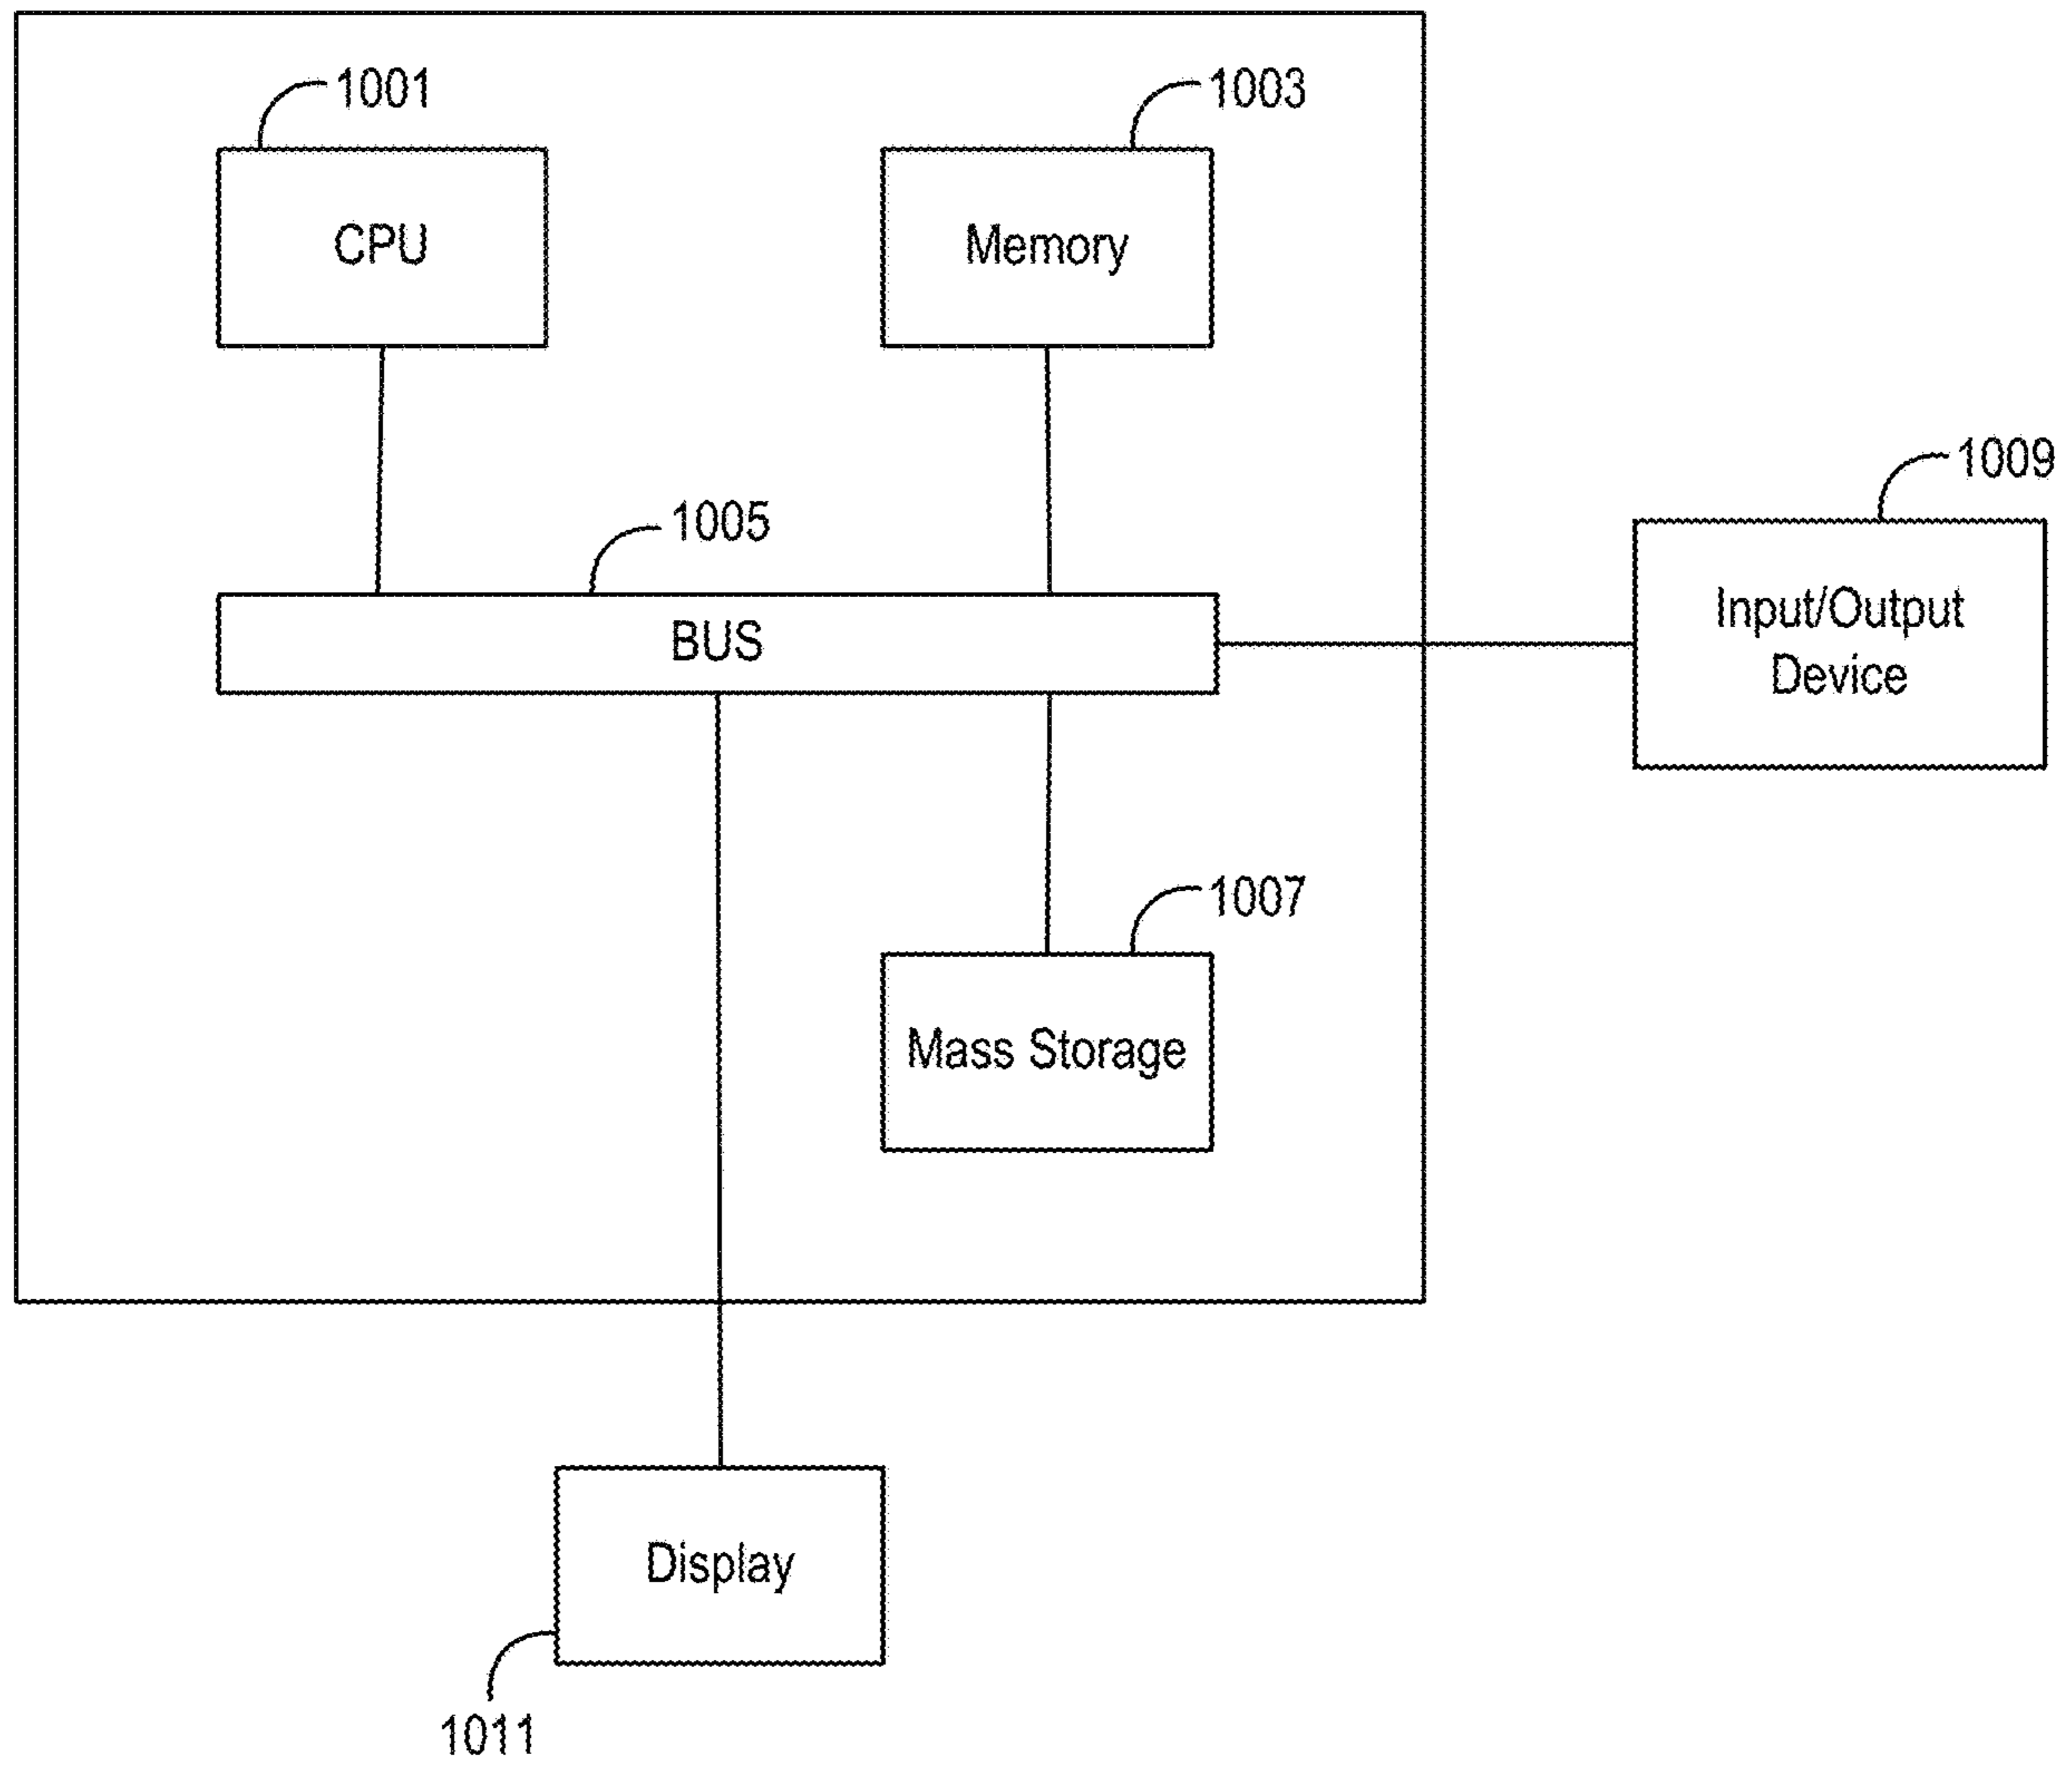 1001
1003
CPU
Memory
1009
1005
Input/Output
Device
BUS
1007
Mass Storage
Display
1011